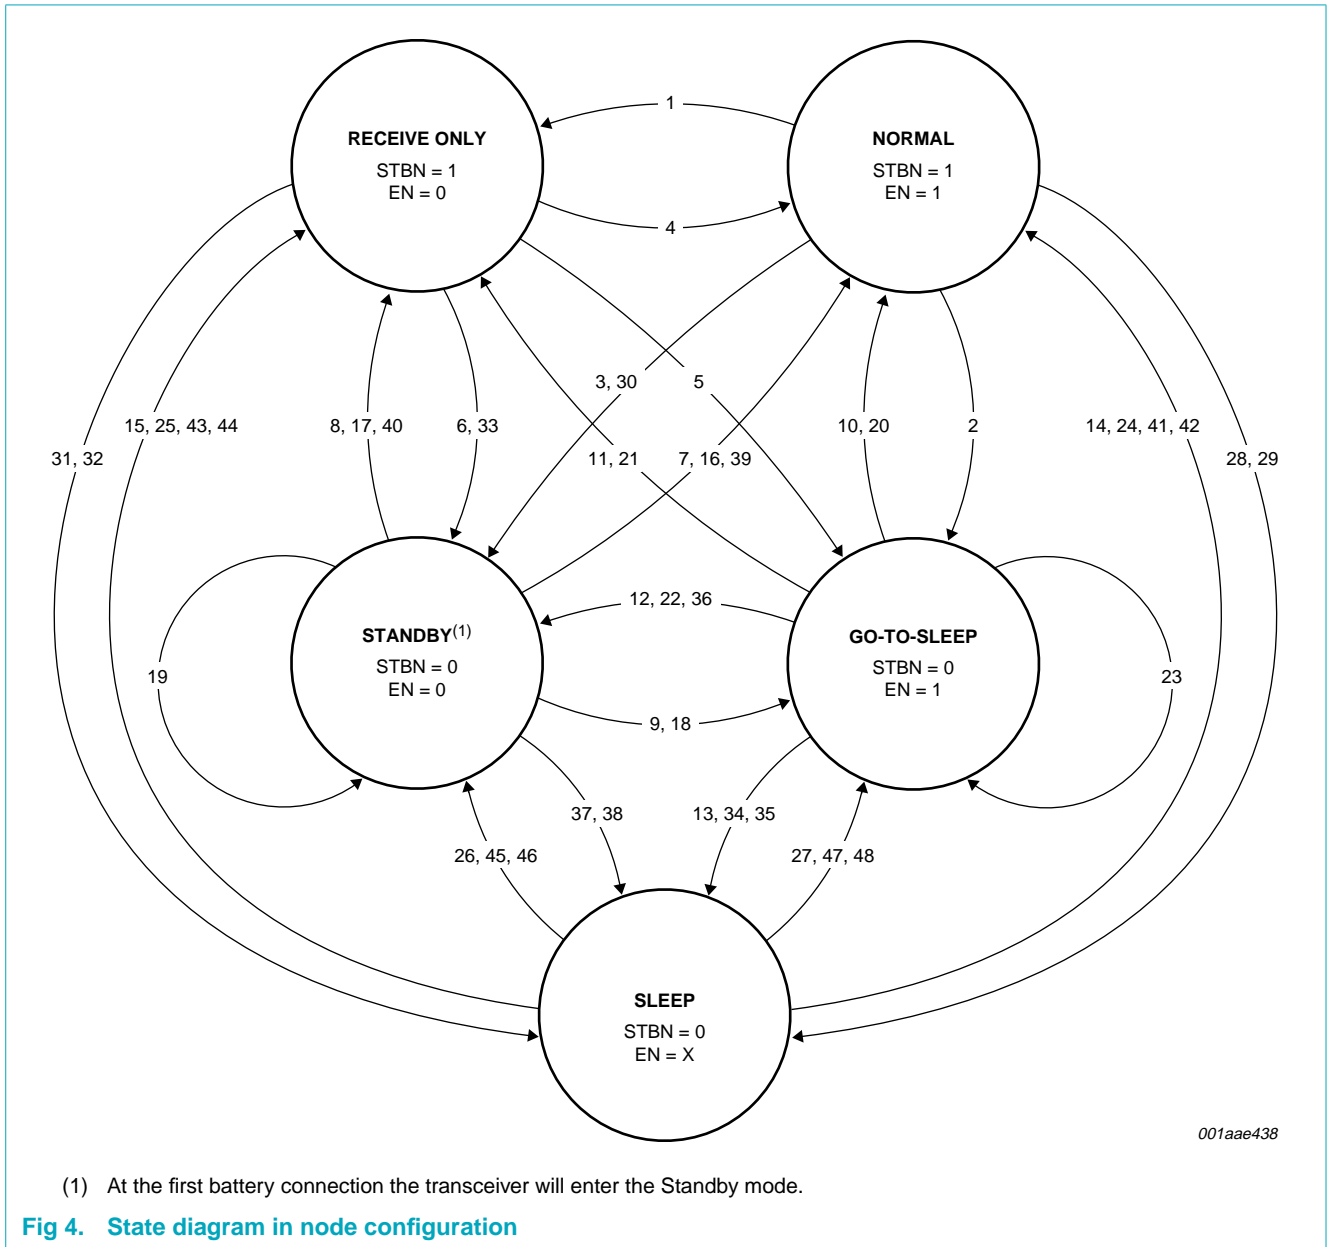 1
RECEIVE ONLY
STBN = 1
EN = 0
NORMAL
STBN = 1
EN = 1
4
3, 30
5
15, 25, 43, 44
8, 17, 40
6, 33
10, 20
2
14, 24, 41, 42
31, 32
11, 21
7, 16, 39
28, 29
12, 22, 36
STANDBY(1)
STBN = 0
EN = 0
GO-TO-SLEEP
STBN = 0
EN = 1
19
23
9, 18
37, 38
13, 34, 35
26, 45, 46
27, 47, 48
SLEEP
STBN = 0
EN = X
001aae438
(1) At the first battery connection the transceiver will enter the Standby mode.
Fig 4. State diagram in node configuration